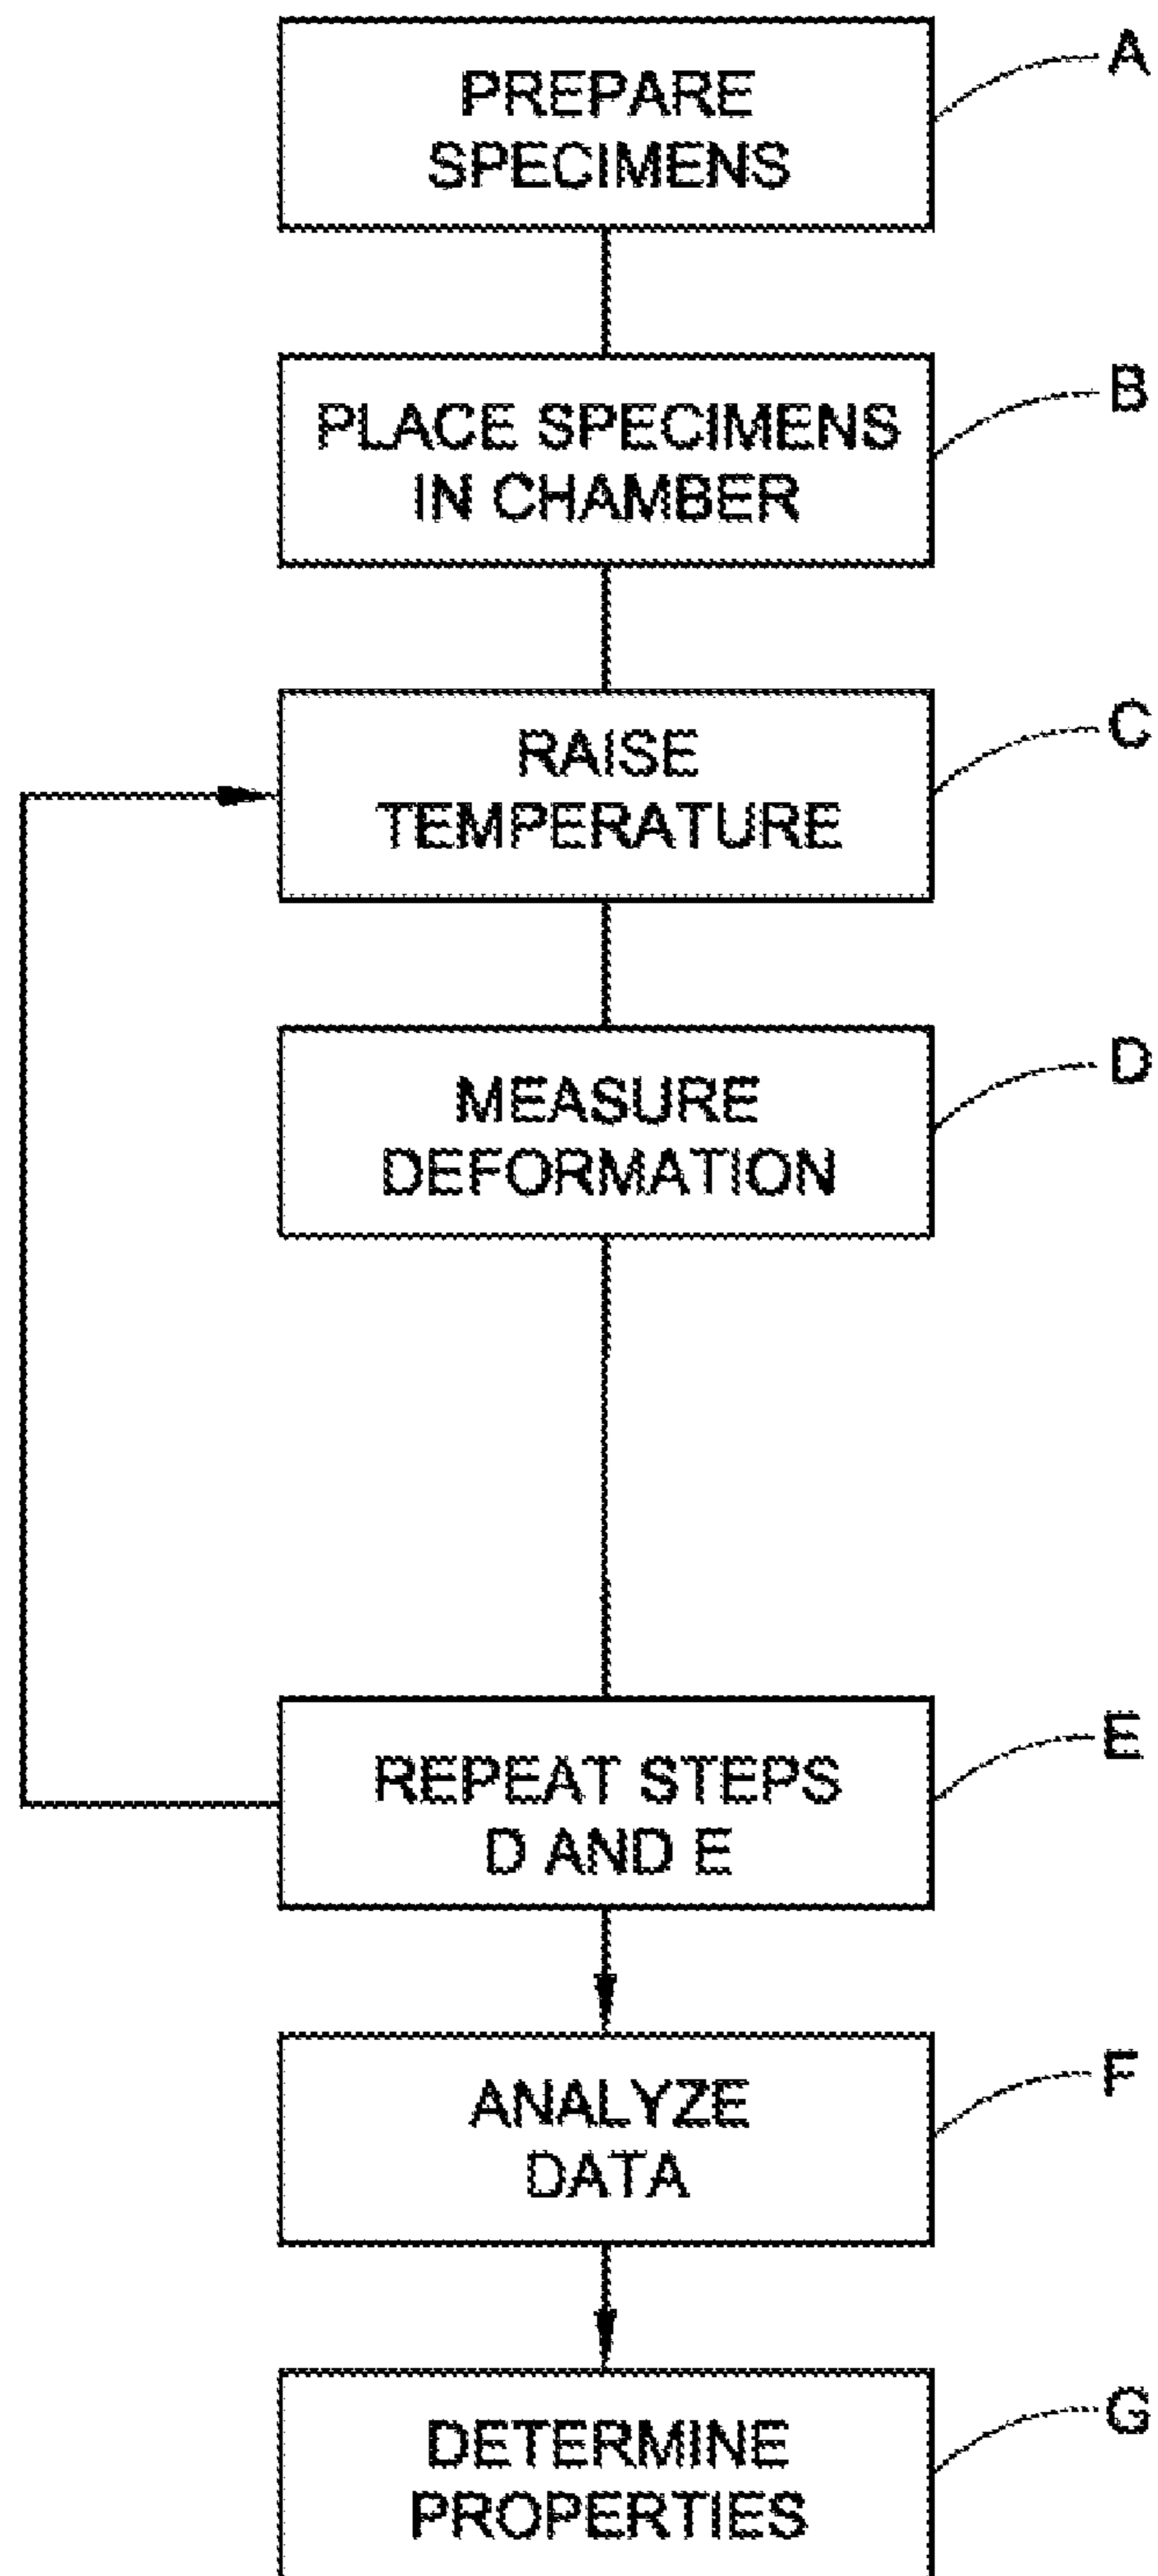 PREPARE
SPECIMENS
A
PLACE SPECIMENS
IN CHAMBER
B
RAISE
TEMPERATURE
C
MEASURE
DEFORMATION
D
REPEAT STEPS
D AND E
E
ANALYZE
DATA
F
DETERMINE
PROPERTIES
G